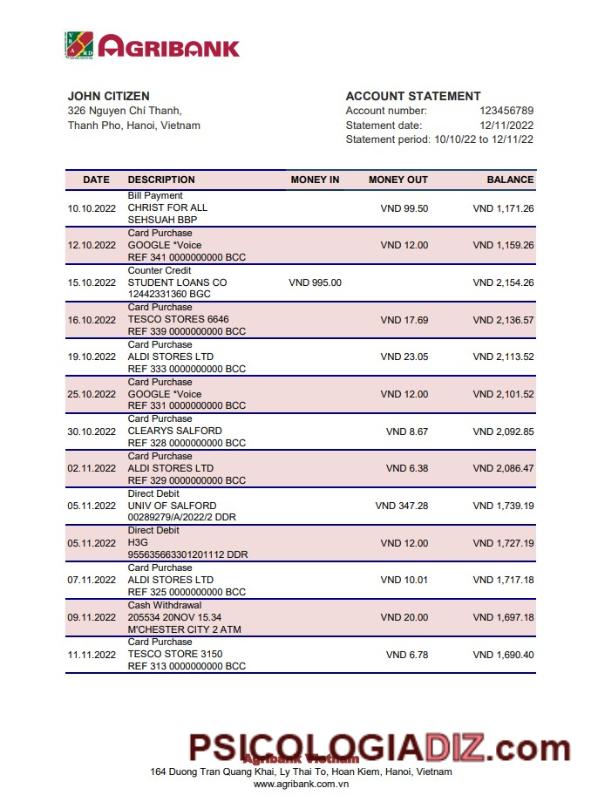 AGRIBANK
JOHN CITIZEN
326 Nguyen Chí Thanh,
Thanh Pho, Hanoi, Vietnam
ACCOUNT STATEMENT
Account number: 123456789
Statement date: 12/11/2022
Statement period: 10/10/22 to 12/11/22
DATE DESCRIPTION MONEY IN MONEY OUT BALANCE
Bill Payment
10.10.2022 CHRIST FOR ALL VND 99.50 VND 1,171.26
SEHSUAH BBP
Card Purchase
12.10.2022 GOOGLE *Voice VND 12.00 VND 1,159.26
REF 341 0000000000 BCC
Counter Credit
15.10.2022 STUDENT LOANS CO VND 995.00 VND 2,154.26
12442331360 BGC
Card Purchase
16.10.2022 TESCO STORES 6646 VND 17.69 VND 2,136.57
REF 339 0000000000 BCC
Card Purchase
19.10.2022 ALDI STORES LTD VND 23.05 VND 2,113.52
REF 333 0000000000 BCC
Card Purchase
25.10.2022 GOOGLE *Voice VND 12.00 VND 2,101.52
REF 331 0000000000 BCC
Card Purchase
30.10.2022 CLEARYS SALFORD VND 8.67 VND 2,092.85
REF 328 0000000000 BCC
Card Purchase
02.11.2022 ALDI STORES LTD VND 6.38 VND 2,086.47
REF 329 0000000000 BCC
Direct Debit
05.11.2022 UNIV OF SALFORD VND 347.28 VND 1,739.19
00289279/A/2022/2 DDR
Direct Debit
05.11.2022 H3G VND 12.00 VND 1,727.19
955635663301201112 DDR
Card Purchase
07.11.2022 ALDI STORES LTD VND 10.01 VND 1,717.18
REF 325 0000000000 BCC
Cash Withdrawal
09.11.2022 205534 20NOV 15.34 VND 20.00 VND 1,697.18
M'CHESTER CITY 2 ATM
Card Purchase
11.11.2022 TESCO STORE 3150 VND 6.78 VND 1,690.40
REF 313 0000000000 BCC
PSICOLOGIADIZ.com
Agribank Vietnam
164 Duong Tran Quang Khai, Ly Thai To, Hoan Kiem, Hanoi, Vietnam
www.agribank.com.vn